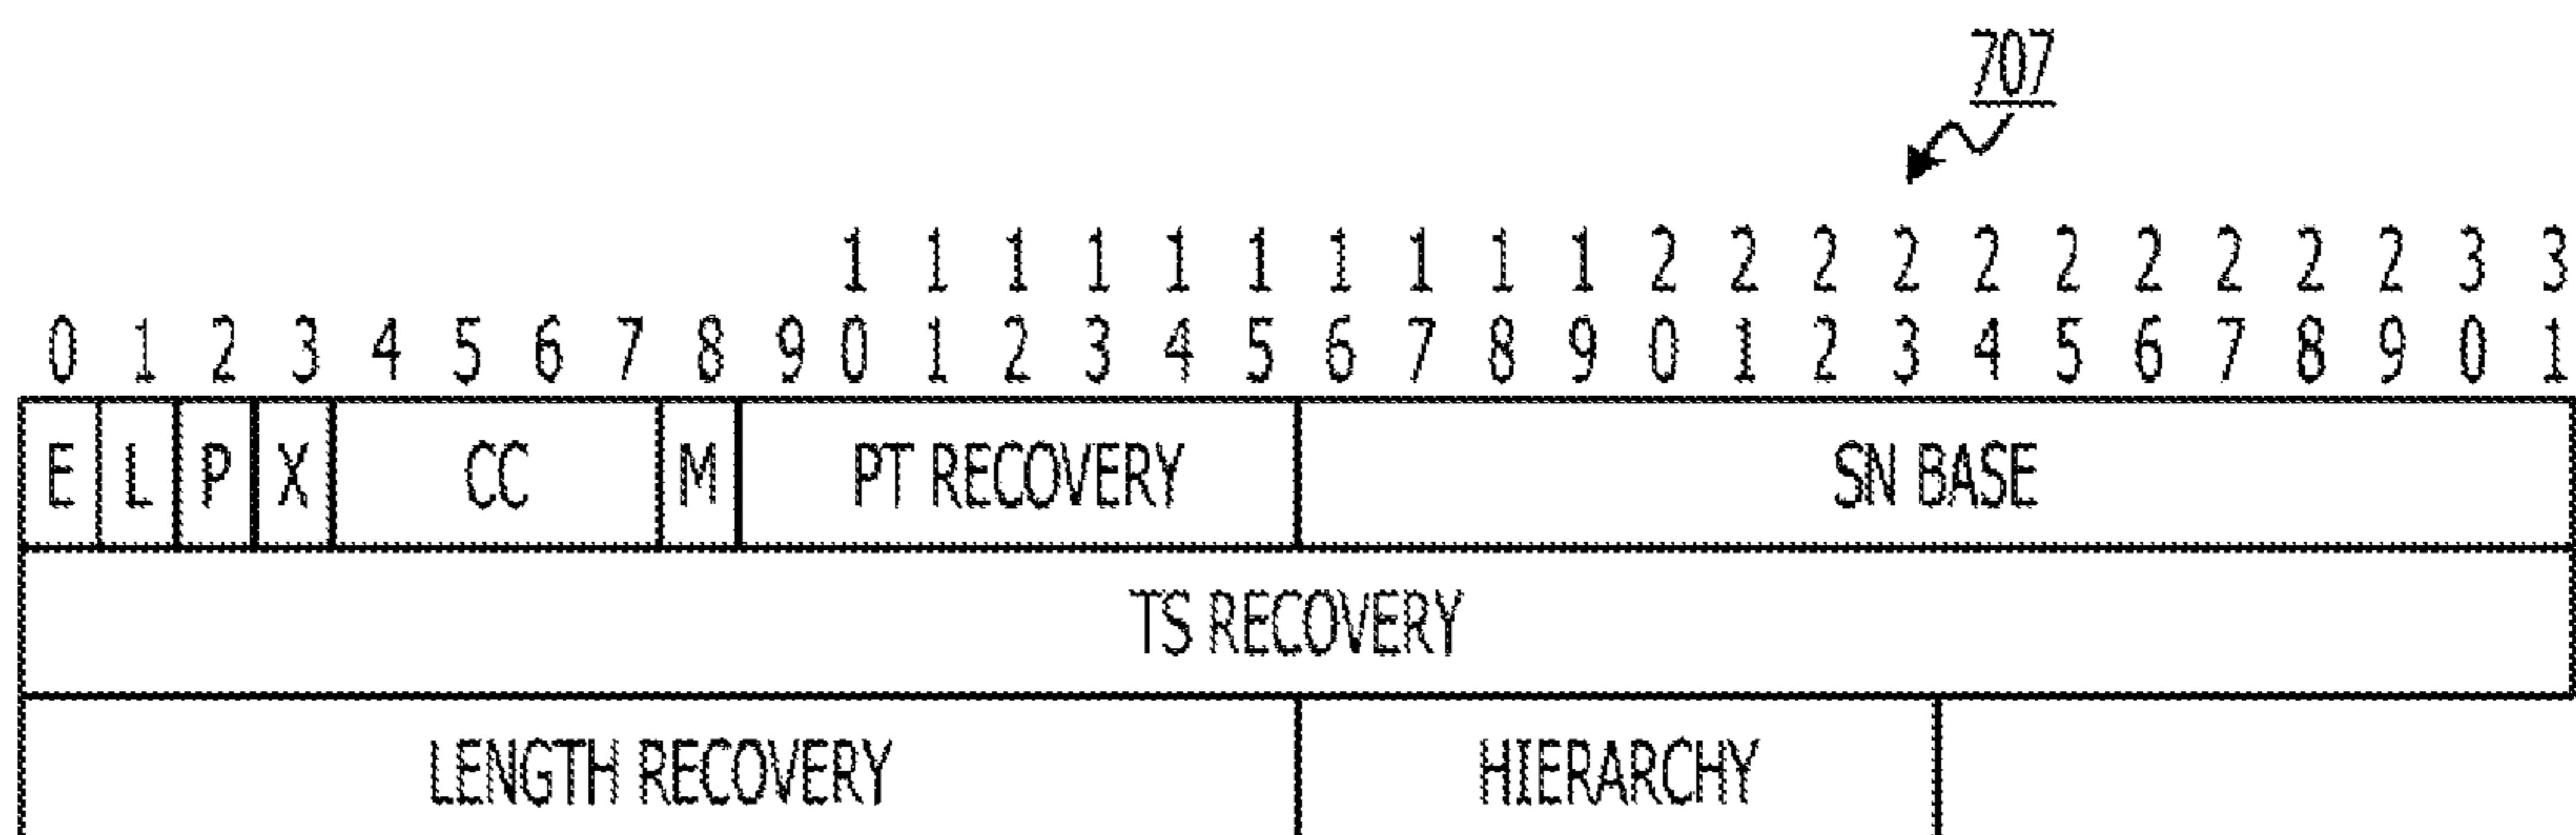 707
1 1 1 1 1 1 1 1 1 1 2 2 2 2 2 2 2 2 2 2 3 3
0 1 2 3 4 5 6 7 8 9 0 1 2 3 4 5 6 7 8 9 0 1 2 3 4 5 6 7 8 9 0 1
E L P X CC M PT RECOVERY SN BASE
TS RECOVERY
LENGTH RECOVERY HIERARCHY